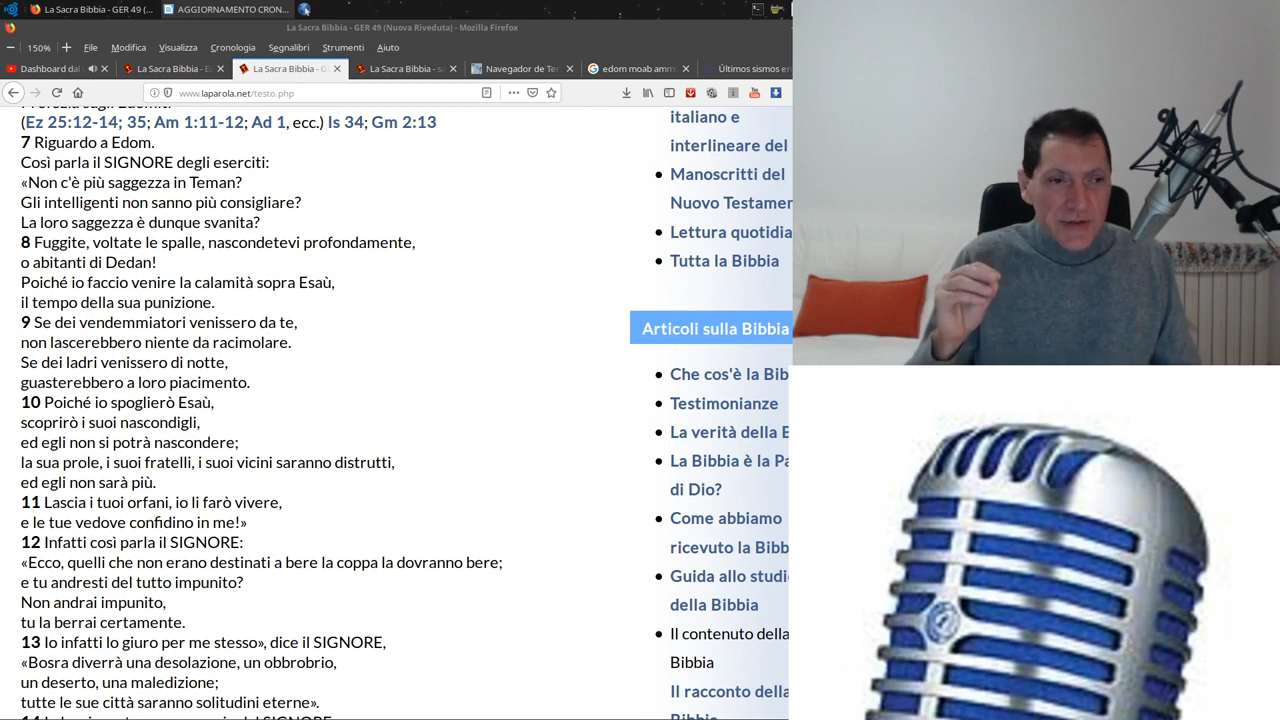 La Sacra Bibbia - GER 49 (...
AGGIORNAMENTO CRON...
La Sacra Bibbia - GER 49 (Nuova Riveduta) - Mozilla Firefox
150%
File Modifica Visualizza Cronologia Segnalibri Strumenti Aiuto
Dashboard dal
La Sacra Bibbia - E
La Sacra Bibbia - G
La Sacra Bibbia - sa
Navegador de Ter
edom moab ammo
Últimos sismos en
www.laparola.net/testo.php
(Ez 25:12-14; 35; Am 1:11-12; Ad 1, ecc.) Is 34; Gm 2:13
7 Riguardo a Edom.
Così parla il SIGNORE degli eserciti:
«Non c'è più saggezza in Teman?
Gli intelligenti non sanno più consigliare?
La loro saggezza è dunque svanita?
8 Fuggite, voltate le spalle, nascondetevi profondamente,
o abitanti di Dedan!
Poiché io faccio venire la calamità sopra Esaù,
il tempo della sua punizione.
9 Se dei vendemmiatori venissero da te,
non lascerebbero niente da racimolare.
Se dei ladri venissero di notte,
guasterebbero a loro piacimento.
10 Poiché io spoglierò Esaù,
scoprirò i suoi nascondigli,
ed egli non si potrà nascondere;
la sua prole, i suoi fratelli, i suoi vicini saranno distrutti,
ed egli non sarà più.
11 Lascia i tuoi orfani, io li farò vivere,
e le tue vedove confidino in me!»
12 Infatti così parla il SIGNORE:
«Ecco, quelli che non erano destinati a bere la coppa la dovranno bere;
e tu andresti del tutto impunito?
Non andrai impunito,
tu la berrai certamente.
13 Io infatti lo giuro per me stesso», dice il SIGNORE,
«Bosra diverrà una desolazione, un obbrobrio,
un deserto, una maledizione;
tutte le sue città saranno solitudini eterne».
italiano e
interlineare del
Manoscritti del
Nuovo Testamen
Lettura quotidia
Tutta la Bibbia
Articoli sulla Bibbia
Che cos'è la Bib
Testimonianze
La verità della B
La Bibbia è la Pa
di Dio?
Come abbiamo
ricevuto la Bibb
Guida allo studi
della Bibbia
Il contenuto della
Bibbia
Il racconto della